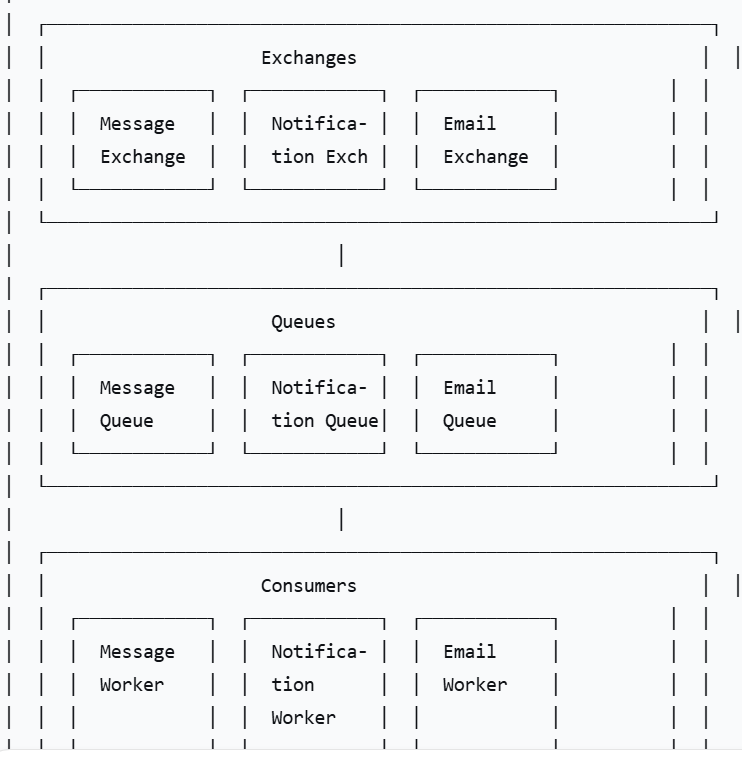 Exchanges
Message Notifica- Email
Exchange tion Exch Exchange
Queues
Message Notifica- Email
Queue tion Queue Queue
Consumers
Message Notifica- Email
Worker tion Worker
Worker